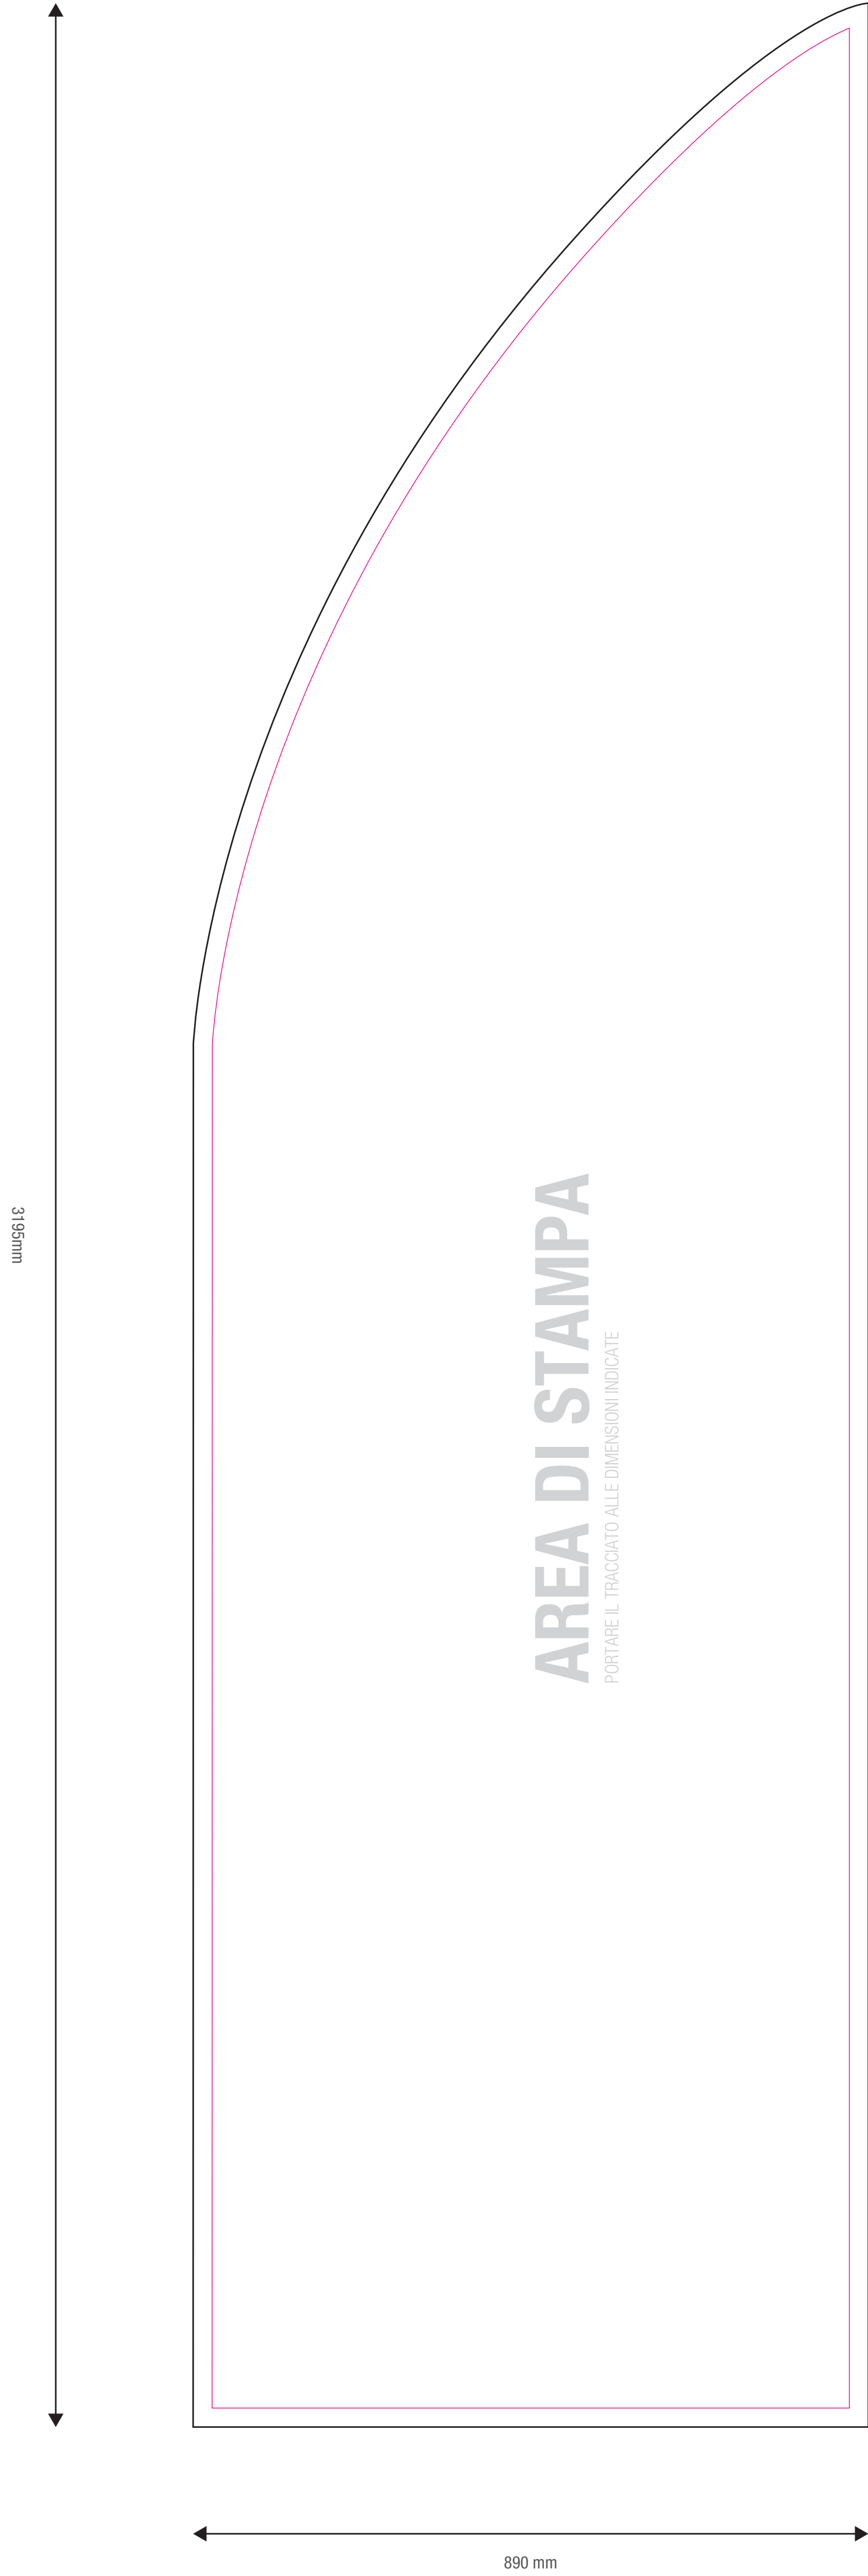 3195mm
AREA DI STAMPA
PORTARE IL TRACCIATO ALLE DIMENSIONI INDICATE
890 mm